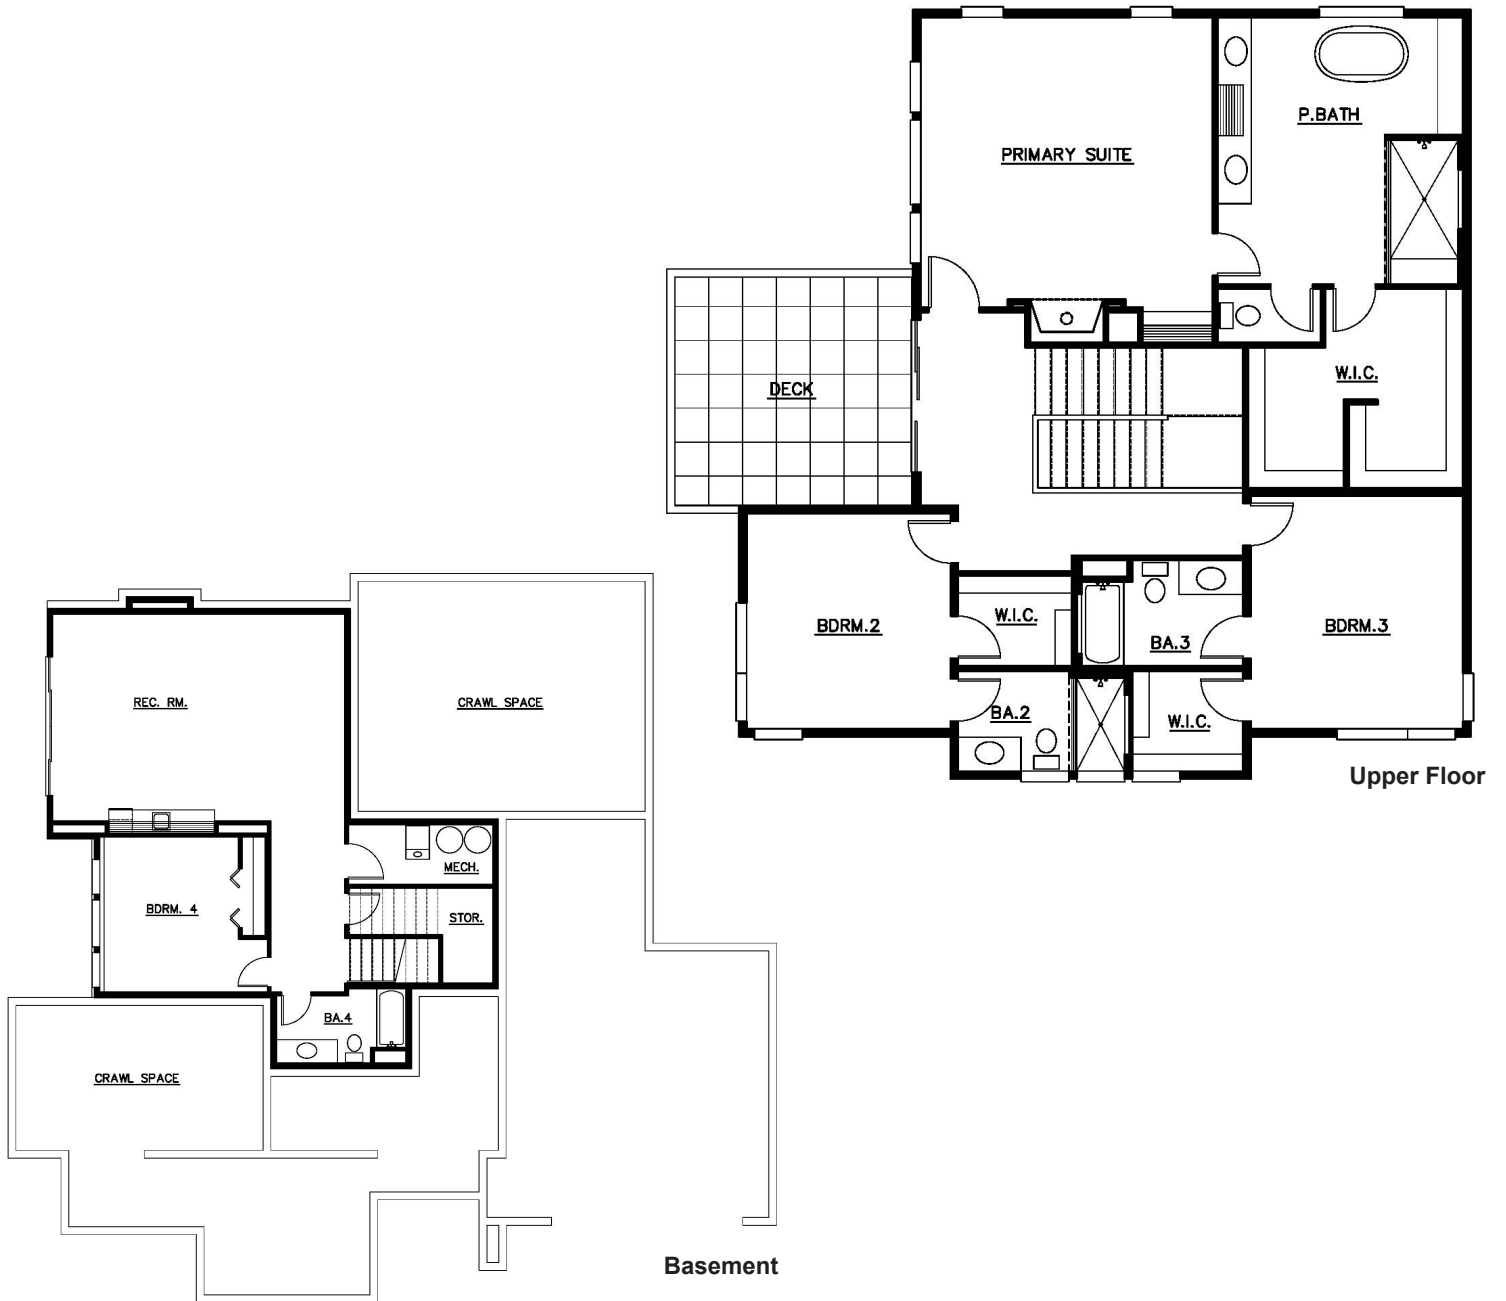 P.BATH
PRIMARY SUITE
W.I.C.
DECK
BDRM.2
W.I.C.
BA.3
BDRM.3
BA.2
W.I.C.
Upper Floor
REC. RM.
CRAWL SPACE
MECH.
BDRM. 4
STOR.
BA.4
CRAWL SPACE
Basement